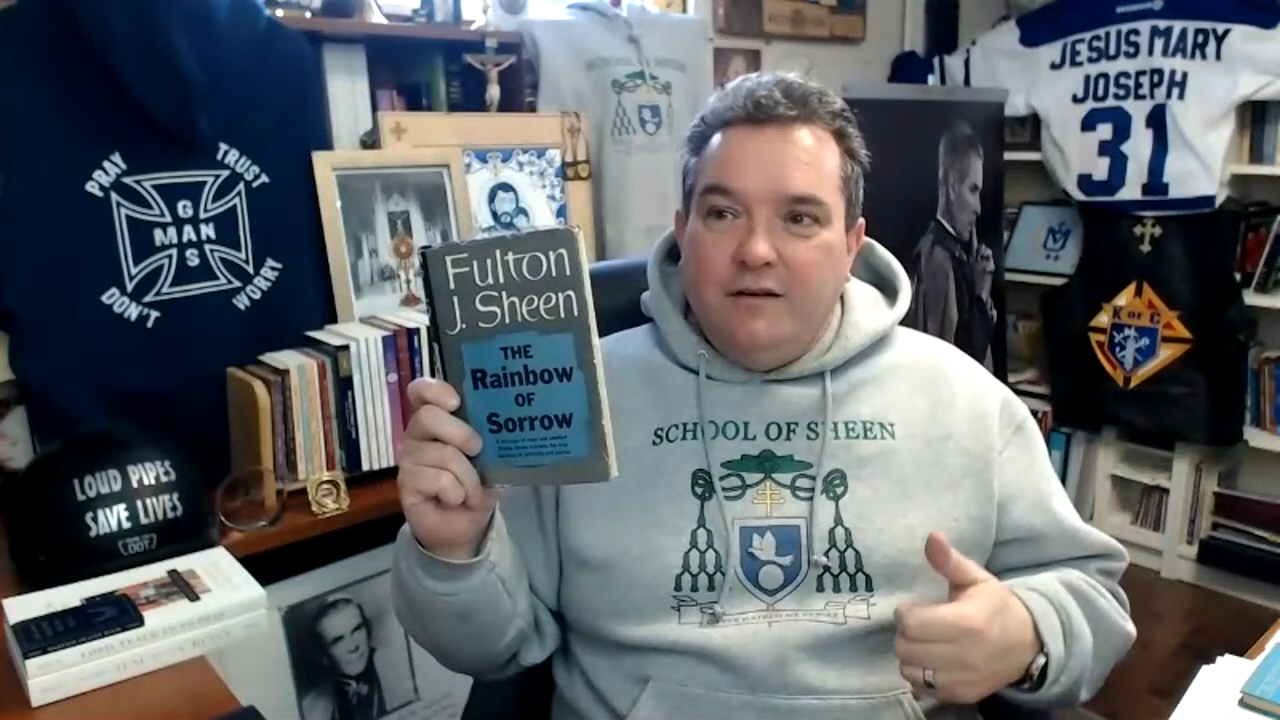 PRAY
TRUST
G
MAN
S
DON'T
WORRY
LOUD PIPES
SAVE LIVES
DOT
Fulton
J. Sheen
THE
Rainbow
OF
Sorrow
SCHOOL OF SHEEN
JESUS MARY
JOSEPH
31
K OF C